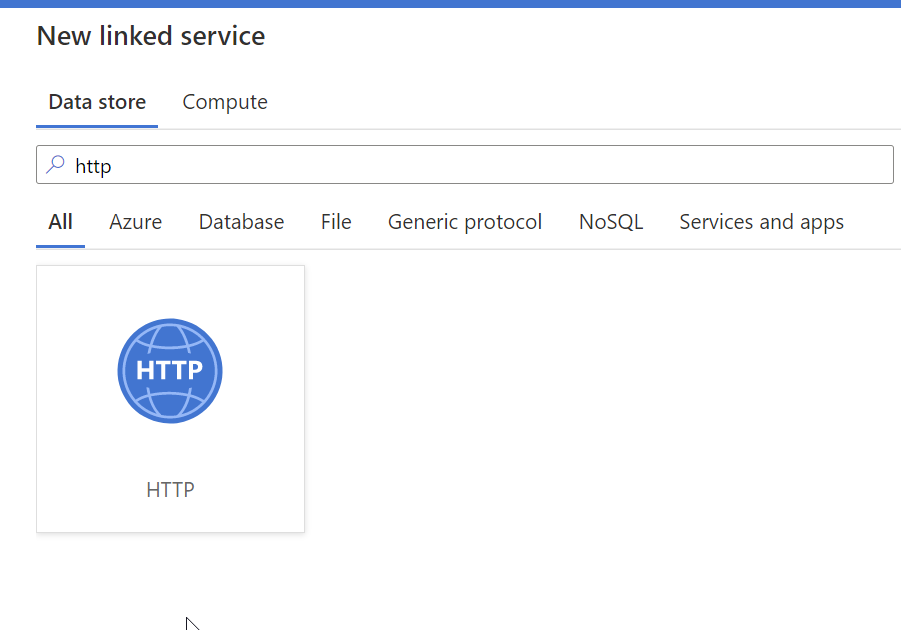 New linked service
Data store Compute
http
All Azure Database File Generic protocol NoSQL Services and apps
HTTP
HTTP